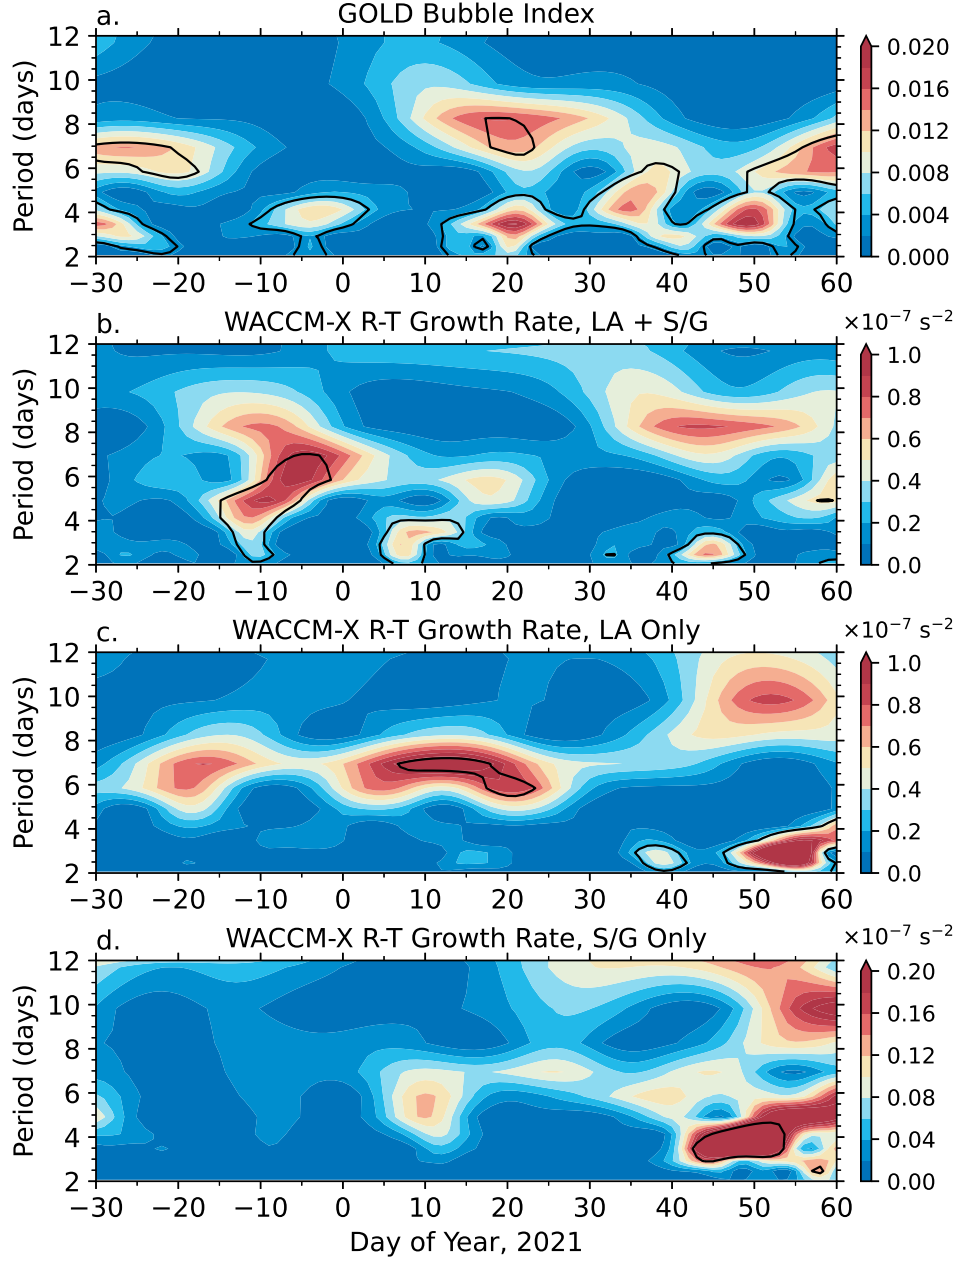 a.
GOLD Bubble Index
12
10
8
6
4
2
Period (days)
−30 −20 −10 0 10 20 30 40 50 60
0.020
0.016
0.012
0.008
0.004
0.000
b.
WACCM-X R-T Growth Rate, LA + S/G
×10⁻⁷ s⁻²
12
10
8
6
4
2
Period (days)
−30 −20 −10 0 10 20 30 40 50 60
1.0
0.8
0.6
0.4
0.2
0.0
c.
WACCM-X R-T Growth Rate, LA Only
×10⁻⁷ s⁻²
12
10
8
6
4
2
Period (days)
−30 −20 −10 0 10 20 30 40 50 60
1.0
0.8
0.6
0.4
0.2
0.0
d.
WACCM-X R-T Growth Rate, S/G Only
×10⁻⁷ s⁻²
12
10
8
6
4
2
Period (days)
−30 −20 −10 0 10 20 30 40 50 60
0.20
0.16
0.12
0.08
0.04
0.00
Day of Year, 2021